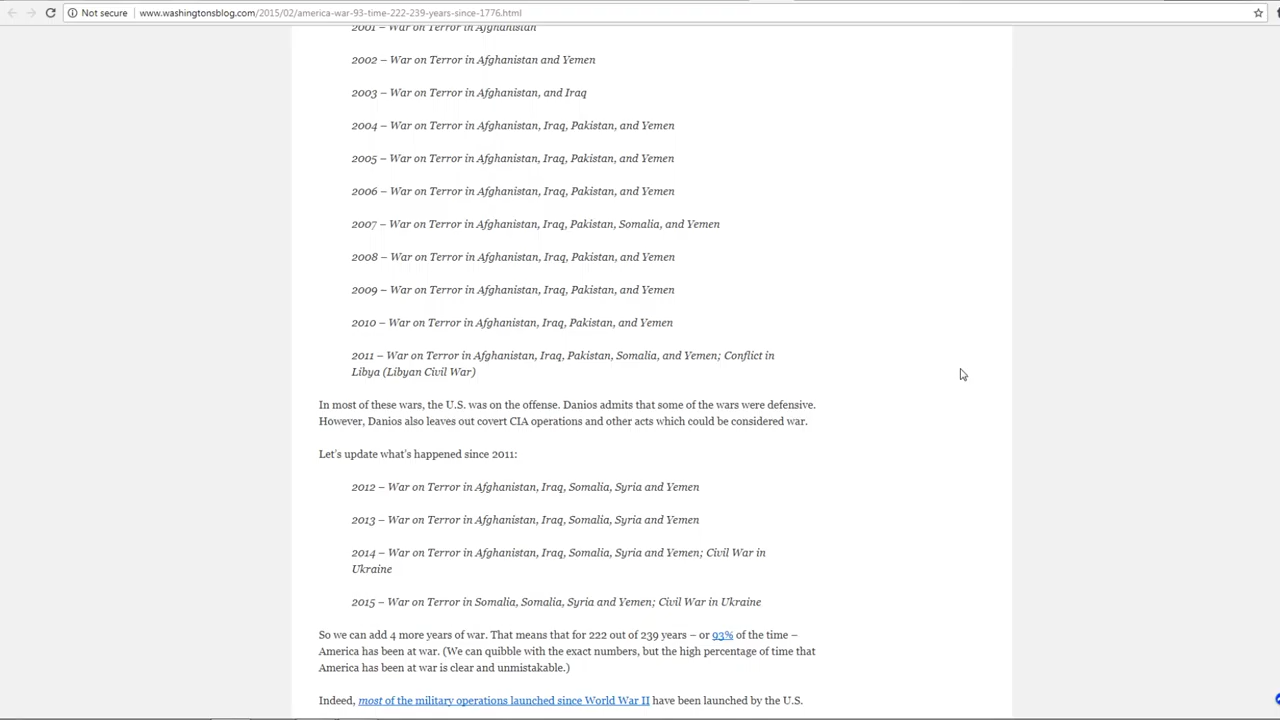 Not secure | www.washingtonsblog.com/2015/02/america-war-93-time-222-239-years-since-1776.html
2001 – War on Terror in Afghanistan
2002 – War on Terror in Afghanistan and Yemen
2003 – War on Terror in Afghanistan, and Iraq
2004 – War on Terror in Afghanistan, Iraq, Pakistan, and Yemen
2005 – War on Terror in Afghanistan, Iraq, Pakistan, and Yemen
2006 – War on Terror in Afghanistan, Iraq, Pakistan, and Yemen
2007 – War on Terror in Afghanistan, Iraq, Pakistan, Somalia, and Yemen
2008 – War on Terror in Afghanistan, Iraq, Pakistan, and Yemen
2009 – War on Terror in Afghanistan, Iraq, Pakistan, and Yemen
2010 – War on Terror in Afghanistan, Iraq, Pakistan, and Yemen
2011 – War on Terror in Afghanistan, Iraq, Pakistan, Somalia, and Yemen; Conflict in
Libya (Libyan Civil War)
In most of these wars, the U.S. was on the offense. Danios admits that some of the wars were defensive.
However, Danios also leaves out covert CIA operations and other acts which could be considered war.
Let's update what's happened since 2011:
2012 – War on Terror in Afghanistan, Iraq, Somalia, Syria and Yemen
2013 – War on Terror in Afghanistan, Iraq, Somalia, Syria and Yemen
2014 – War on Terror in Afghanistan, Iraq, Somalia, Syria and Yemen; Civil War in
Ukraine
2015 – War on Terror in Somalia, Somalia, Syria and Yemen; Civil War in Ukraine
So we can add 4 more years of war. That means that for 222 out of 239 years – or 93% of the time –
America has been at war. (We can quibble with the exact numbers, but the high percentage of time that
America has been at war is clear and unmistakable.)
Indeed, most of the military operations launched since World War II have been launched by the U.S.